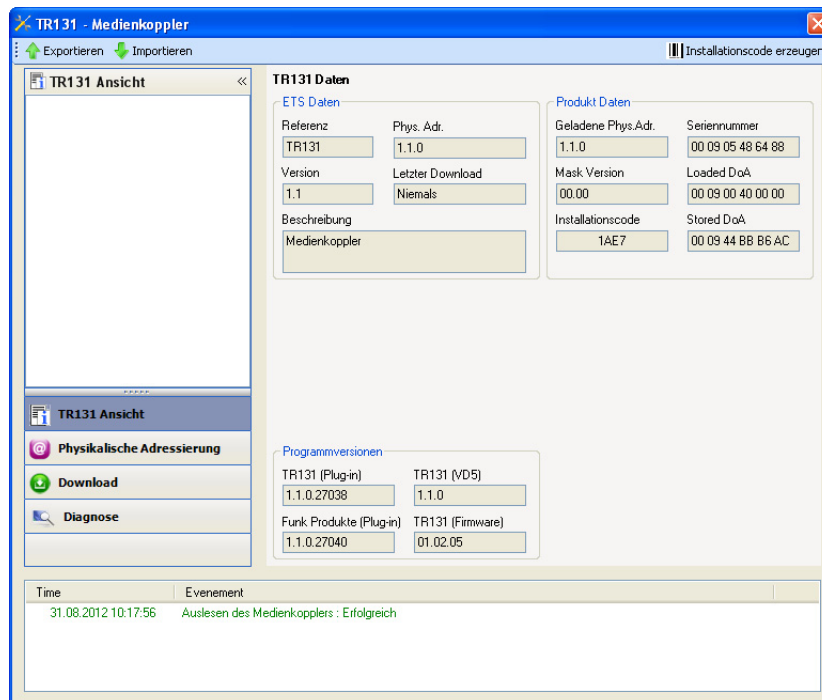 TR131 - Medienkoppler
Exportieren Importieren Installationscode erzeugen
TR131 Ansicht «
TR131 Daten
ETS Daten
Referenz Phys. Adr.
TR131 1.1.0
Version Letzter Download
1.1 Niemals
Beschreibung
Medienkoppler
Produkt Daten
Geladene Phys.Adr. Seriennummer
1.1.0 00 09 05 48 64 88
Mask Version Loaded DoA
00.00 00 09 00 40 00 00
Installationscode Stored DoA
1AE7 00 09 44 BB B6 AC
TR131 Ansicht
Physikalische Adressierung
Download
Diagnose
Programmversionen
TR131 (Plug-in) TR131 (VD5)
1.1.0.27038 1.1.0
Funk Produkte (Plug-in) TR131 (Firmware)
1.1.0.27040 01.02.05
Time Evenement
31.08.2012 10:17:56 Auslesen des Medienkopplers : Erfolgreich